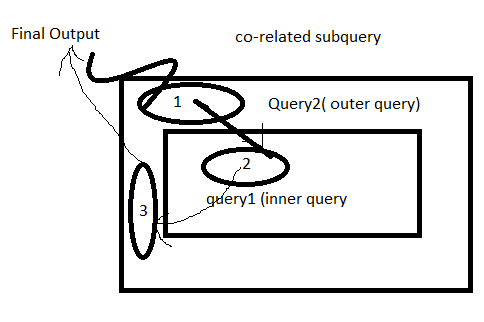 Final Output
co-related subquery
1
Query2( outer query)
2
query1 (inner query
3